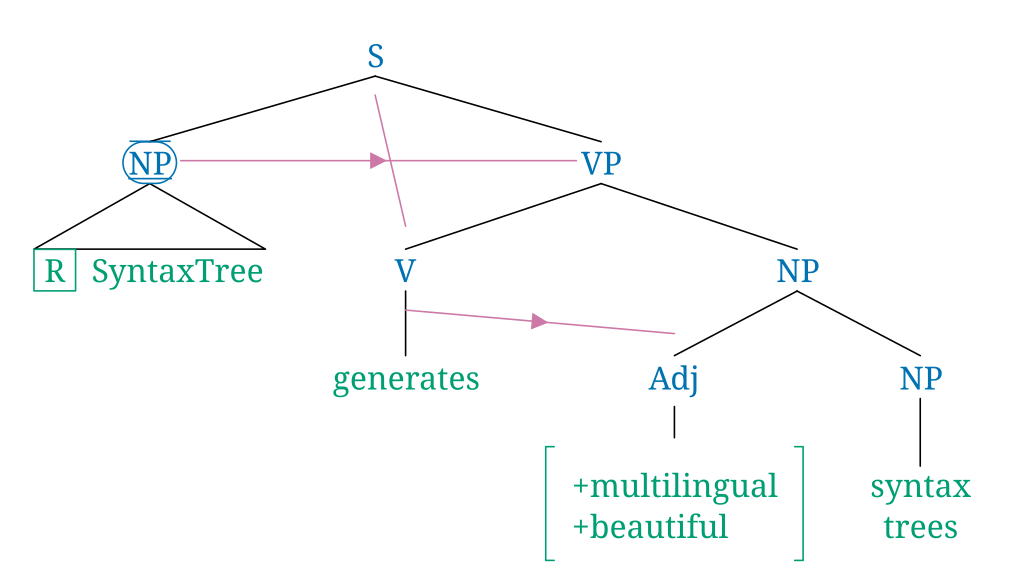 S
NP VP
R SyntaxTree V NP
generates Adj NP
+multilingual syntax
+beautiful trees